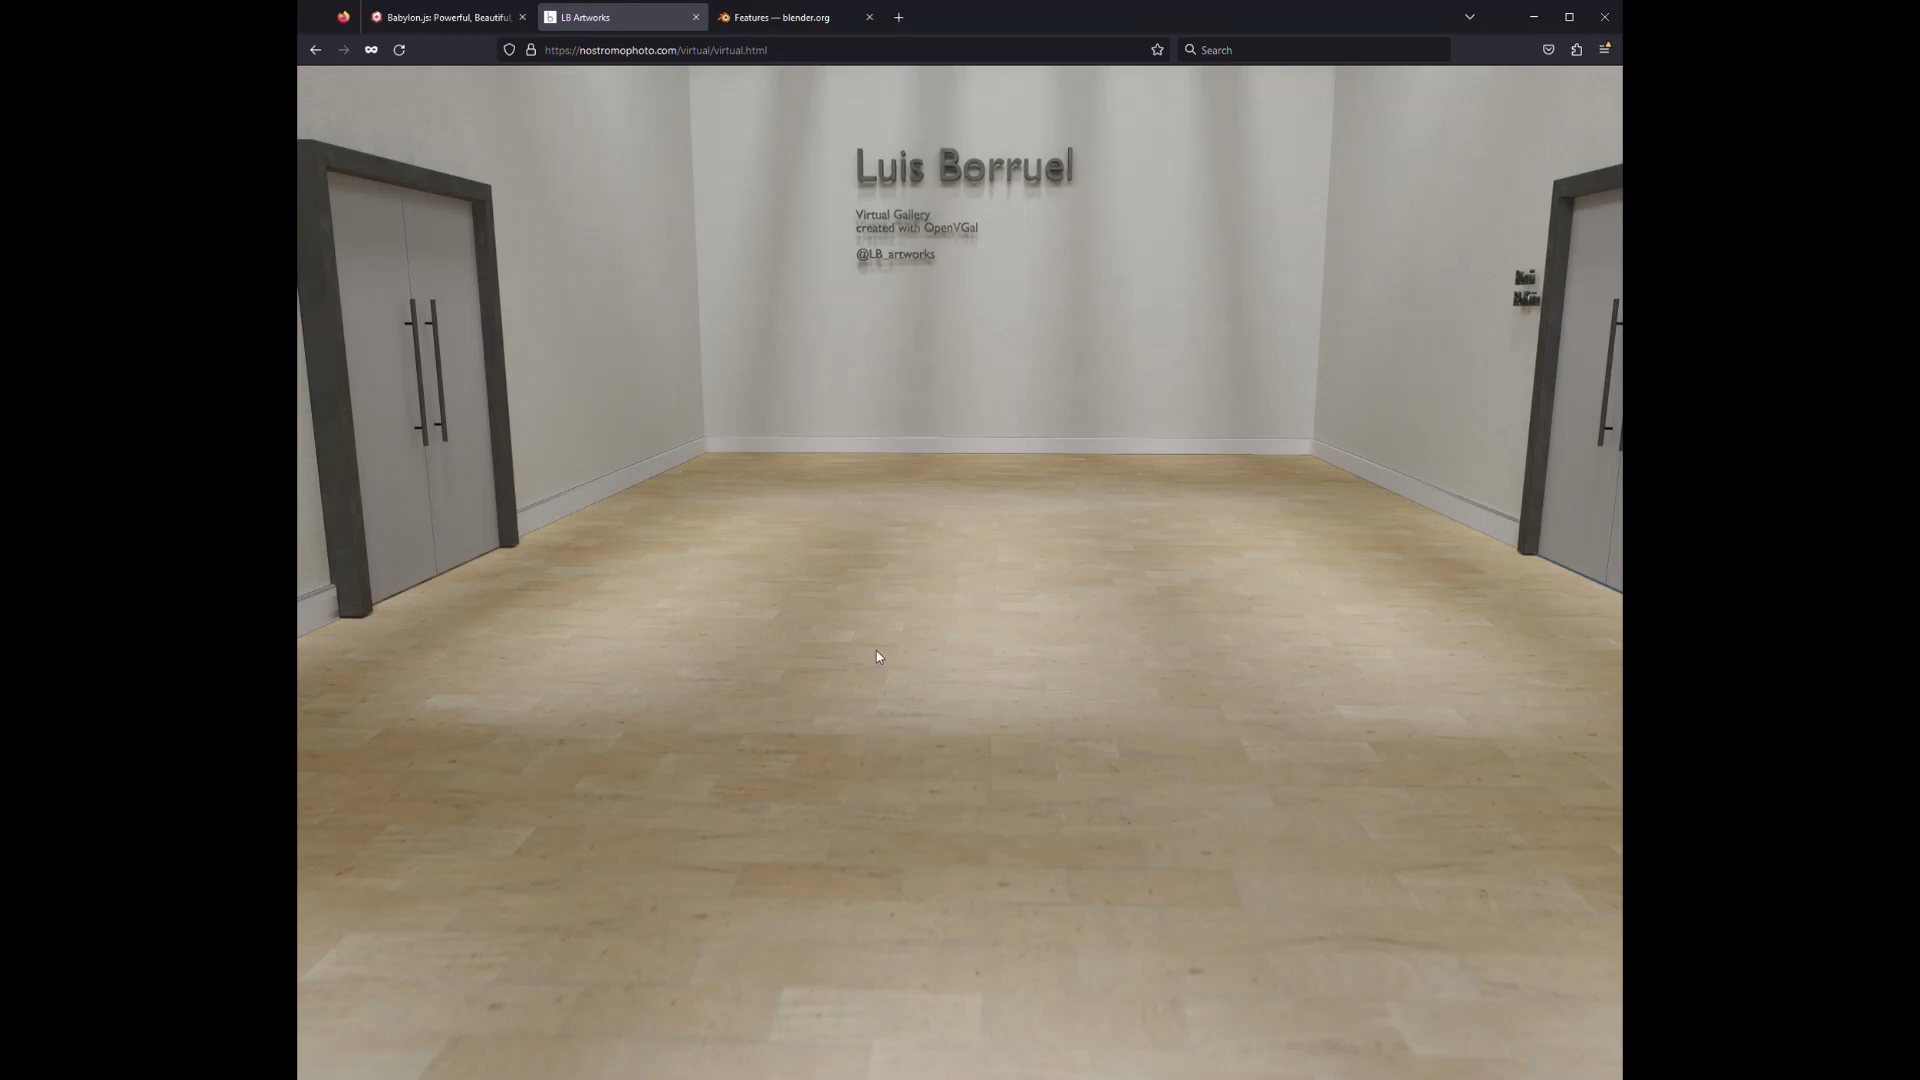 Babylon.js: Powerful, Beautiful,
LB Artworks
Features — blender.org
https://nostromophoto.com/virtual/virtual.html
Search
Luis Borruel
Virtual Gallery
created with OpenVGal
@LB_artworks